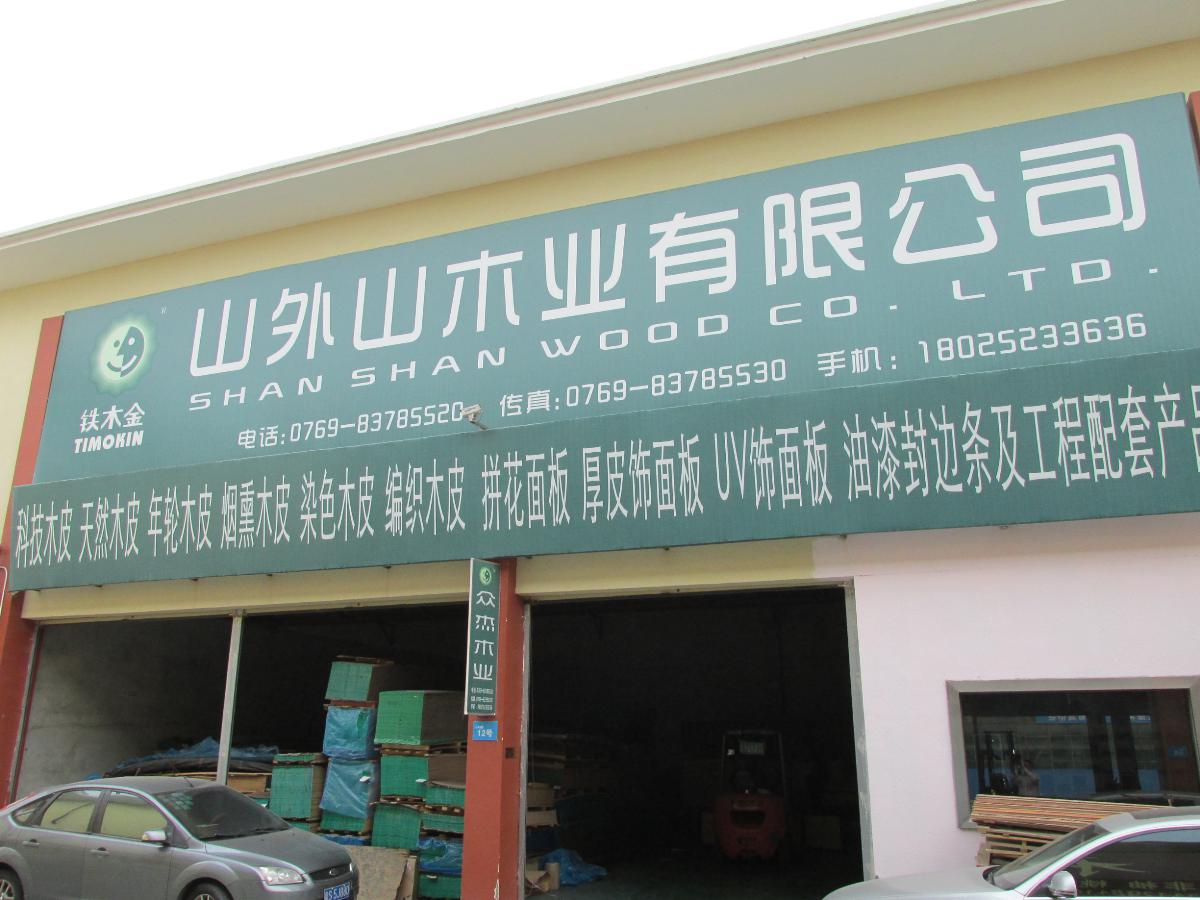 山外山木业有限公司
SHAN SHAN WOOD CO. LTD.
铁木金
TIMOKIN
电话:0769-83785520 传真:0769-83785530 手机:18025233636
科技木皮 天然木皮 年轮木皮 烟熏木皮 染色木皮 编织木皮 拼花面板 厚皮饰面板 UV饰面板 油漆封边条及工程配套产品
众杰木业
12号